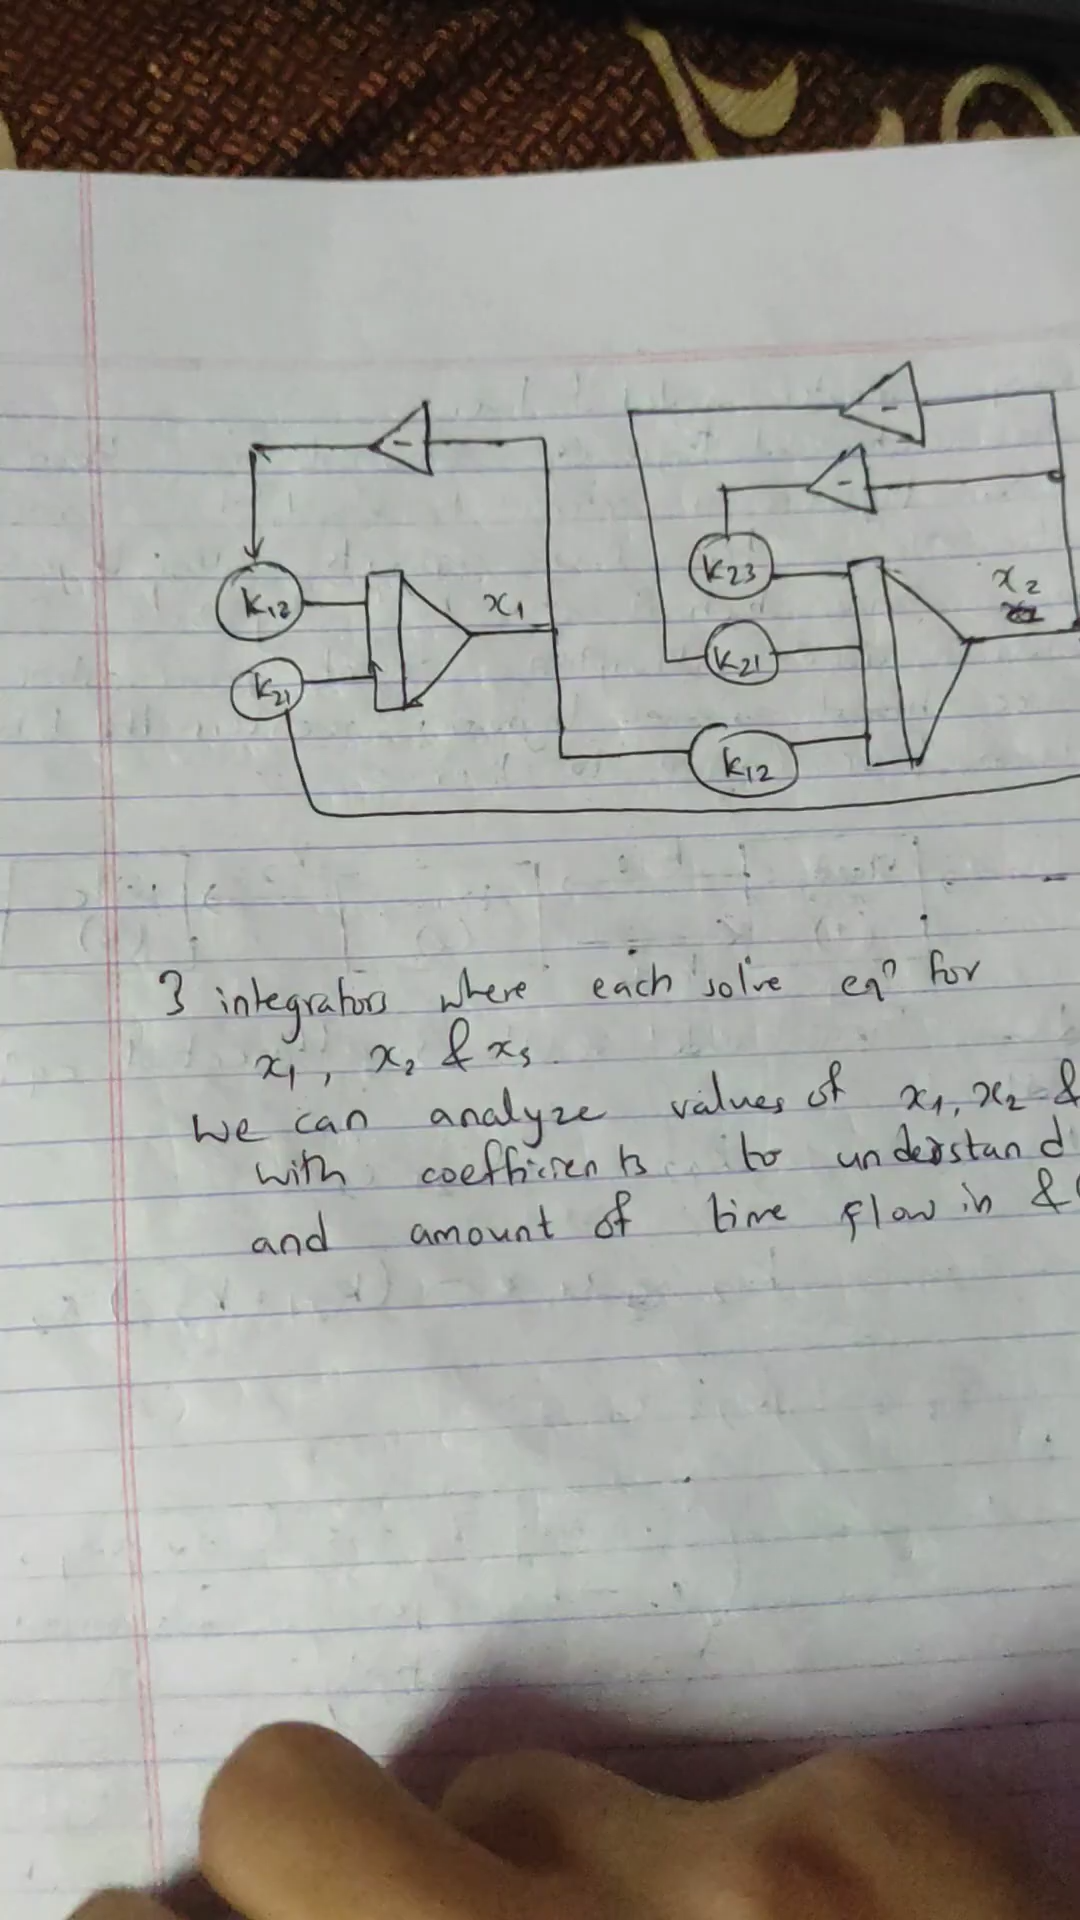 -
-
K23
x2
K12
x1
K21
K21
K12
3 integrators where each solve eqn for
x1, x2 & x3
we can analyze values of x1, x2 &
with coefficients to understand
and amount of time flow in &